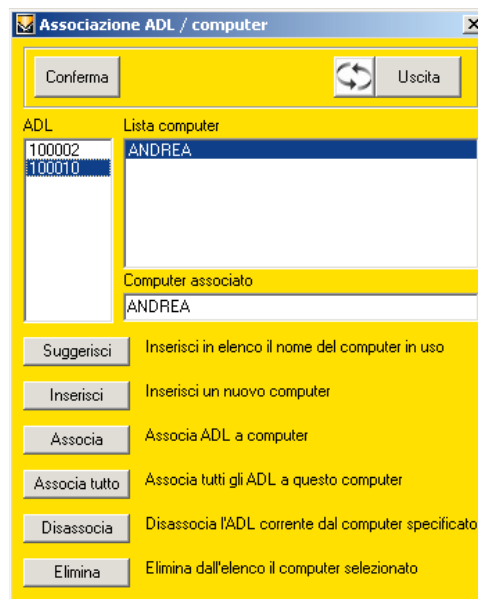 Associazione ADL / computer
Conferma
Uscita
ADL
Lista computer
100002
100010
ANDREA
Computer associato
ANDREA
Suggerisci Inserisci in elenco il nome del computer in uso
Inserisci Inserisci un nuovo computer
Associa Associa ADL a computer
Associa tutto Associa tutti gli ADL a questo computer
Disassocia Disassocia l'ADL corrente dal computer specificato
Elimina Elimina dall'elenco il computer selezionato